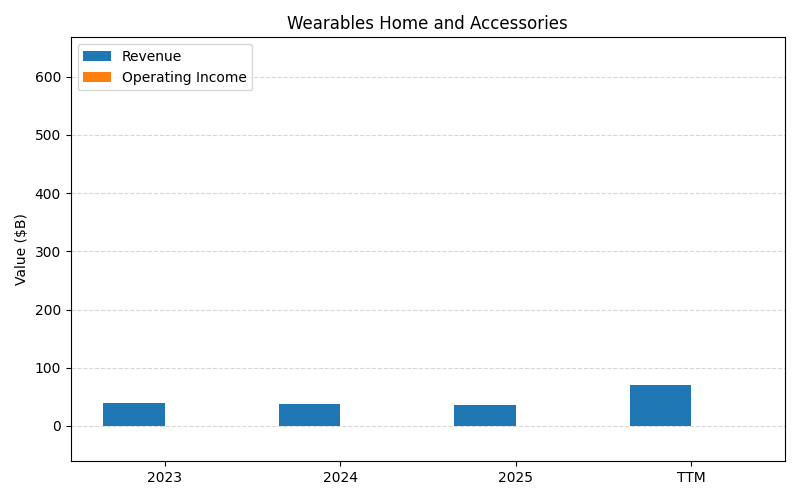 Wearables Home and Accessories
Revenue
Operating Income
Value ($B)
600
500
400
300
200
100
0
2023
2024
2025
TTM